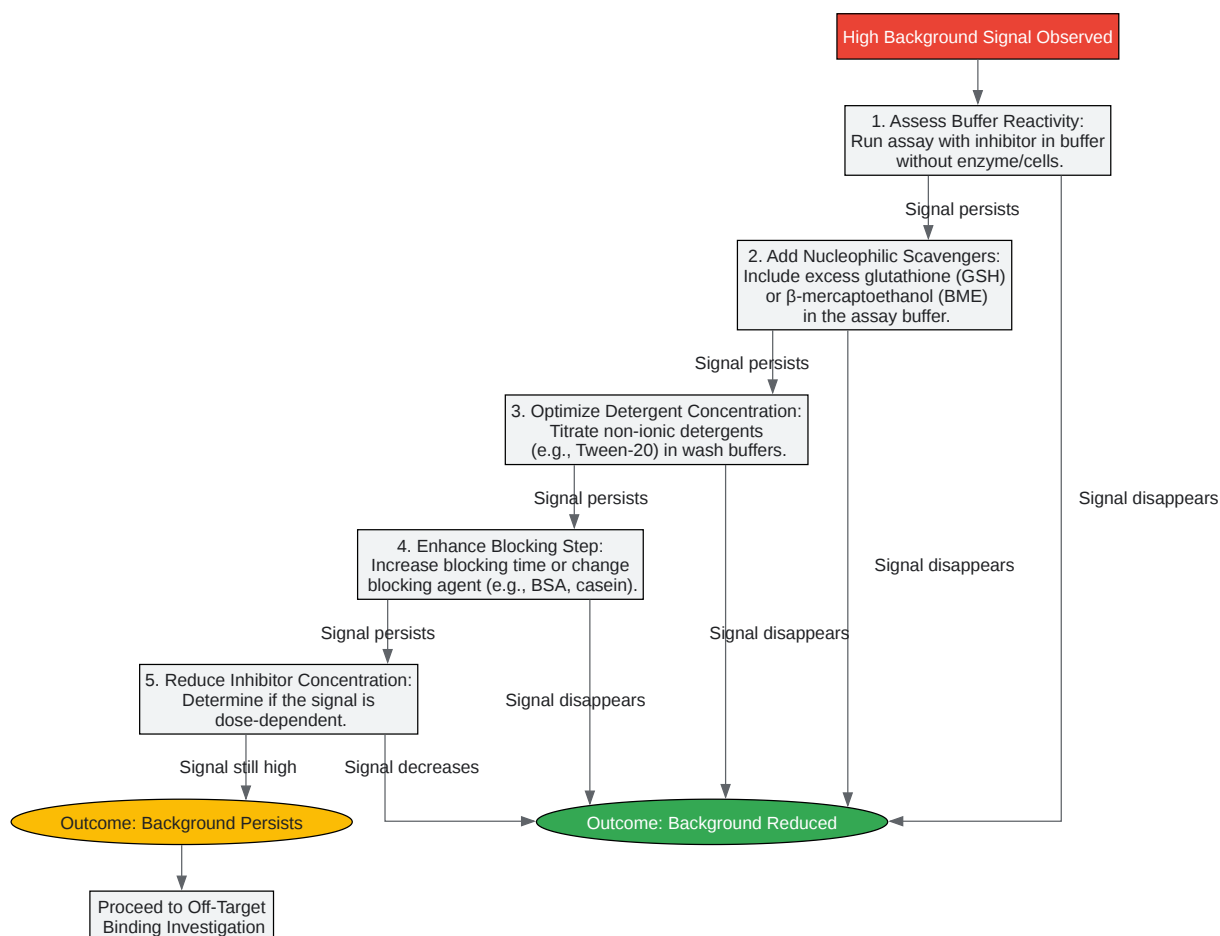 High Background Signal Observed
1. Assess Buffer Reactivity:
Run assay with inhibitor in buffer
without enzyme/cells.
Signal persists
2. Add Nucleophilic Scavengers:
Include excess glutathione (GSH)
or β-mercaptoethanol (BME)
in the assay buffer.
Signal persists
3. Optimize Detergent Concentration:
Titrate non-ionic detergents
(e.g., Tween-20) in wash buffers.
Signal persists
Signal disappears
4. Enhance Blocking Step:
Increase blocking time or change
blocking agent (e.g., BSA, casein).
Signal disappears
Signal persists
Signal disappears
5. Reduce Inhibitor Concentration:
Determine if the signal is
dose-dependent.
Signal disappears
Signal still high
Signal decreases
Outcome: Background Persists
Outcome: Background Reduced
Proceed to Off-Target
Binding Investigation